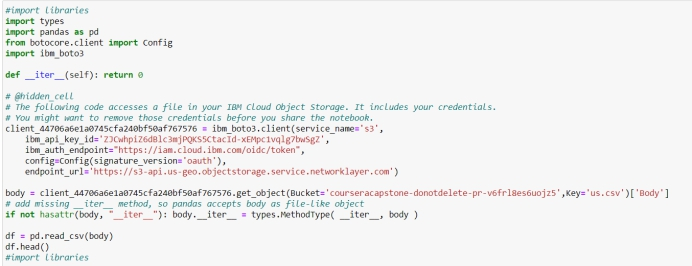 #import libraries
import types
import pandas as pd
from botocore.client import Config
import ibm_boto3
def __iter__(self): return 0
# @hidden_cell
# The following code accesses a file in your IBM Cloud Object Storage. It includes your credentials.
# You might want to remove those credentials before you share the notebook.
client_44706a6e1a0745cfa240bf50af767576 = ibm_boto3.client(service_name='s3',
ibm_api_key_id='ZJCwhpiZ6dBlc3mjPQKS5CtacId-xEMpc1vqlg7bwSgZ',
ibm_auth_endpoint="https://iam.cloud.ibm.com/oidc/token",
config=Config(signature_version='oauth'),
endpoint_url='https://s3-api.us-geo.objectstorage.service.networklayer.com')
body = client_44706a6e1a0745cfa240bf50af767576.get_object(Bucket='courseracapstone-donotdelete-pr-v6frl8es6uojz5',Key='us.csv')['Body']
# add missing __iter__ method, so pandas accepts body as file-like object
if not hasattr(body, "__iter__"): body.__iter__ = types.MethodType( __iter__, body )
df = pd.read_csv(body)
df.head()
#import libraries